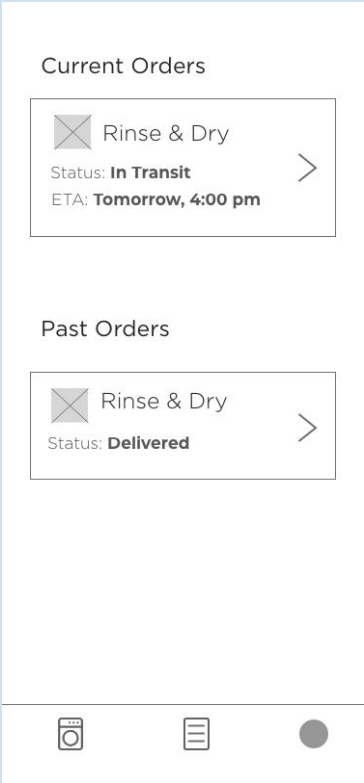 Current Orders
Rinse & Dry
Status: In Transit
ETA: Tomorrow, 4:00 pm
Past Orders
Rinse & Dry
Status: Delivered